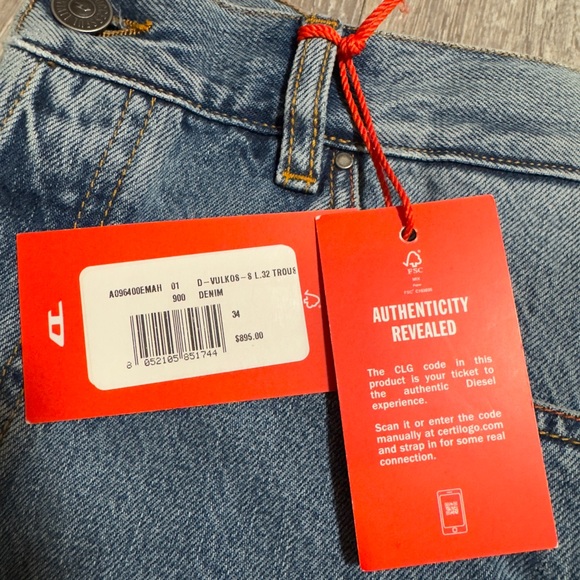 A096400EMAH 01 D-VULKOS-S L.32 TROUS
900 DENIM
34
$895.00
8 052105 851744
D
FSC
MIX
AUTHENTICITY
REVEALED
The CLG code in this
product is your ticket to
the authentic Diesel
experience.
Scan it or enter the code
manually at certilogo.com
and strap in for some real
connection.